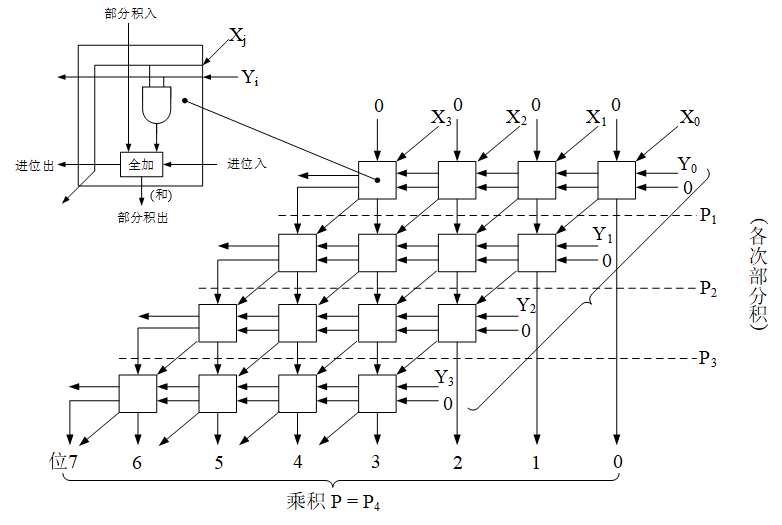 部分积入
Xj
Yi
进位出
全加
进位入
(和)
部分积出
0 0 0 0
X3 X2 X1 X0
Y0
0
P1
Y1
0
P2
Y2
0
P3
Y3
0
(各次部分积)
位7 6 5 4 3 2 1 0
乘积 P = P4